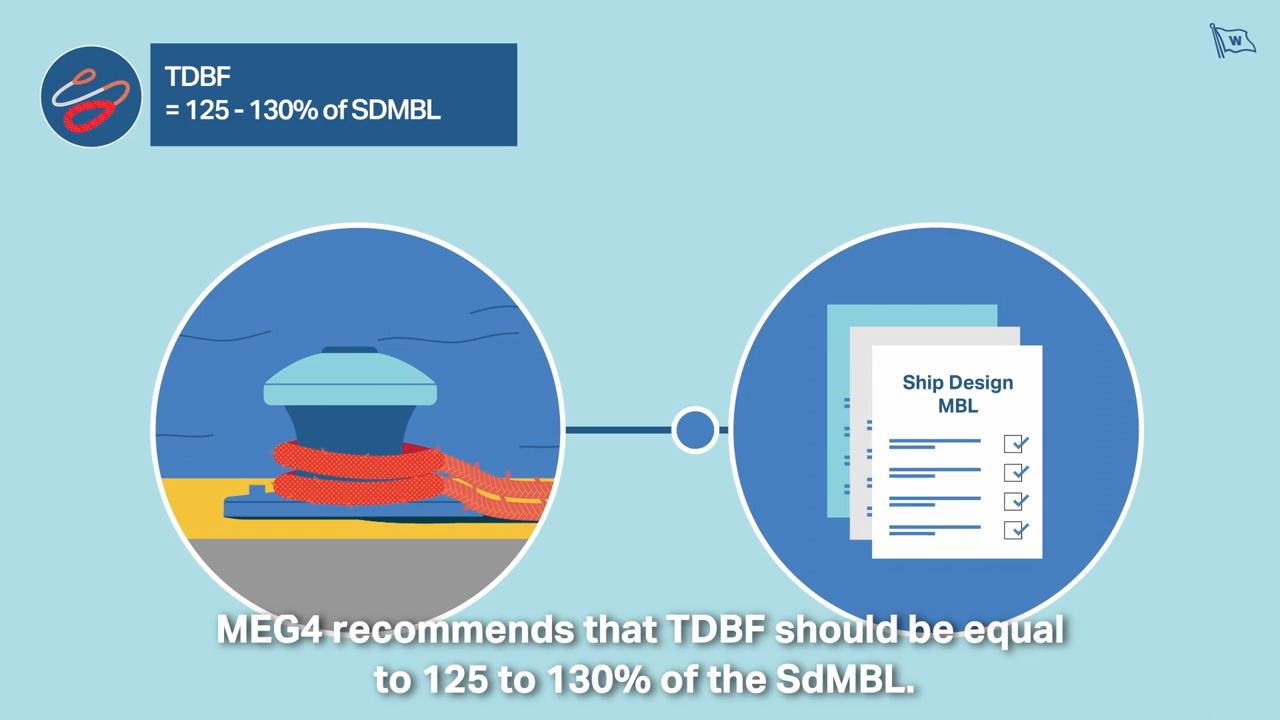 W
TDBF
= 125 - 130% of SDMBL
Ship Design
MBL
MEG4 recommends that TDBF should be equal
to 125 to 130% of the SdMBL.